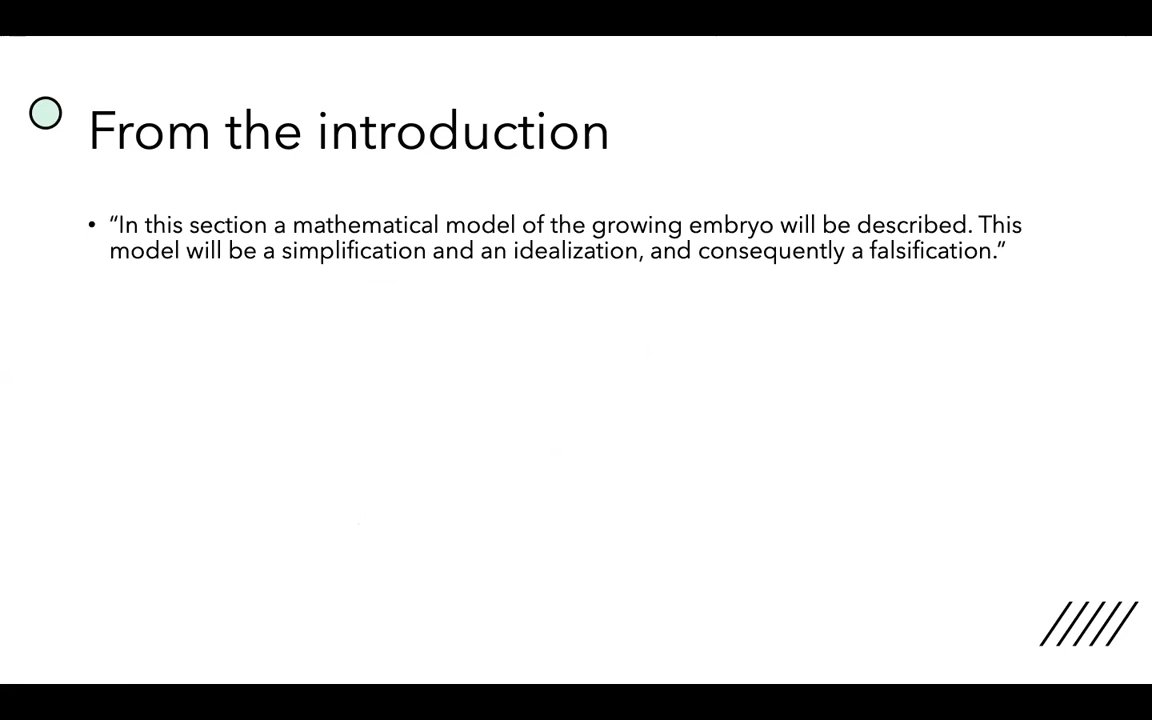 From the introduction
• “In this section a mathematical model of the growing embryo will be described. This
model will be a simplification and an idealization, and consequently a falsification.”